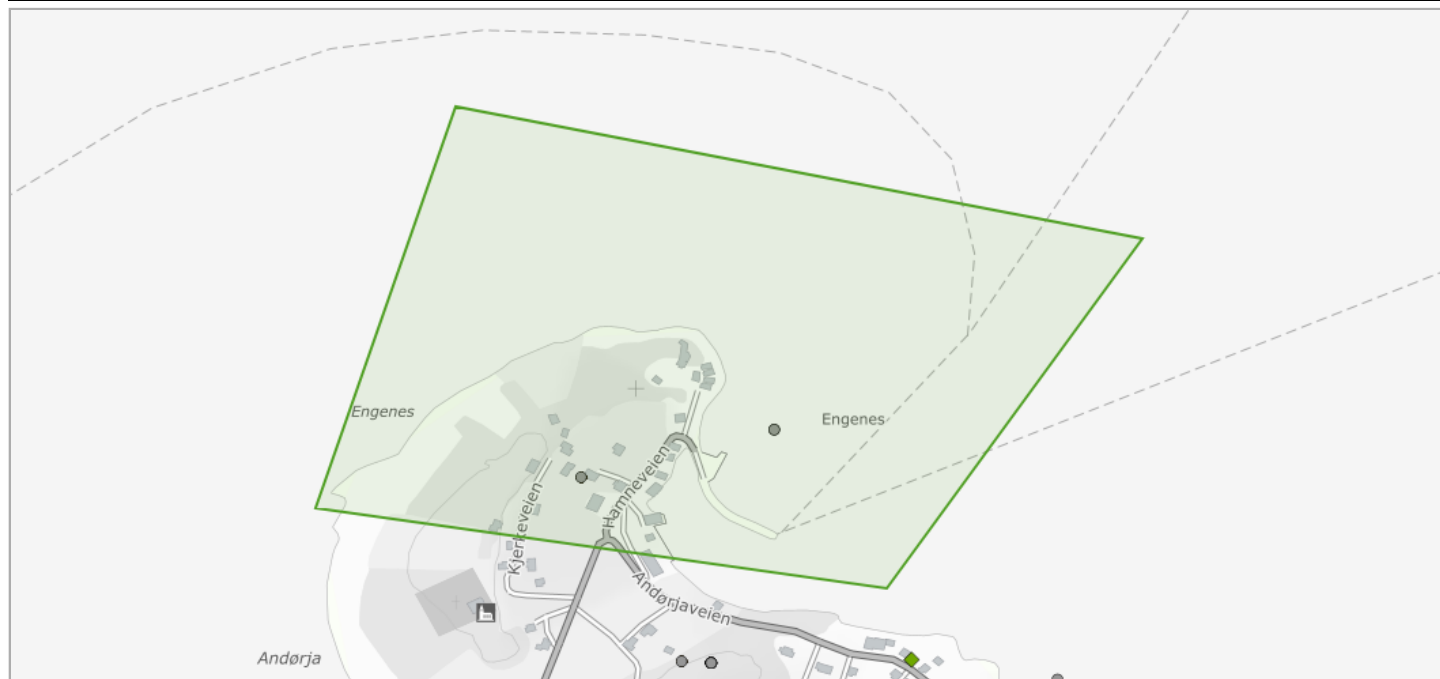 Engenes
Engenes
Hamneveien
Kjerkeveien
Andørjaveien
Andørja